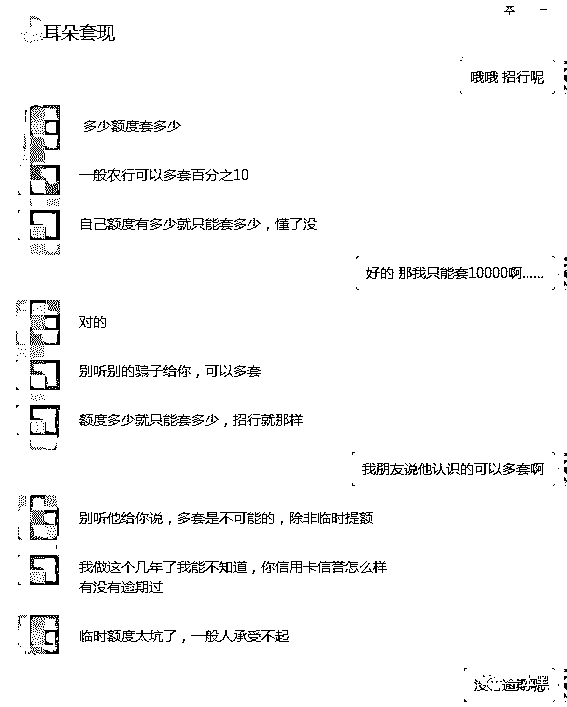 耳朵套现
哦哦 招行呢
多少额度套多少
一般农行可以多套百分之10
自己额度有多少就只能套多少，懂了没
好的 那我只能套10000啊……
对的
别听别的骗子给你，可以多套
额度多少就只能套多少，招行就那样
我朋友说他认识的可以多套啊
别听他给你说，多套是不可能的，除非临时提额
我做这个几年了我能不知道，你信用卡信誉怎么样
有没有逾期过
临时额度太坑了，一般人承受不起